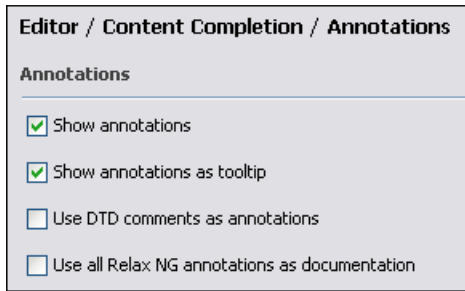 Editor / Content Completion / Annotations
Annotations
Show annotations
Show annotations as tooltip
Use DTD comments as annotations
Use all Relax NG annotations as documentation